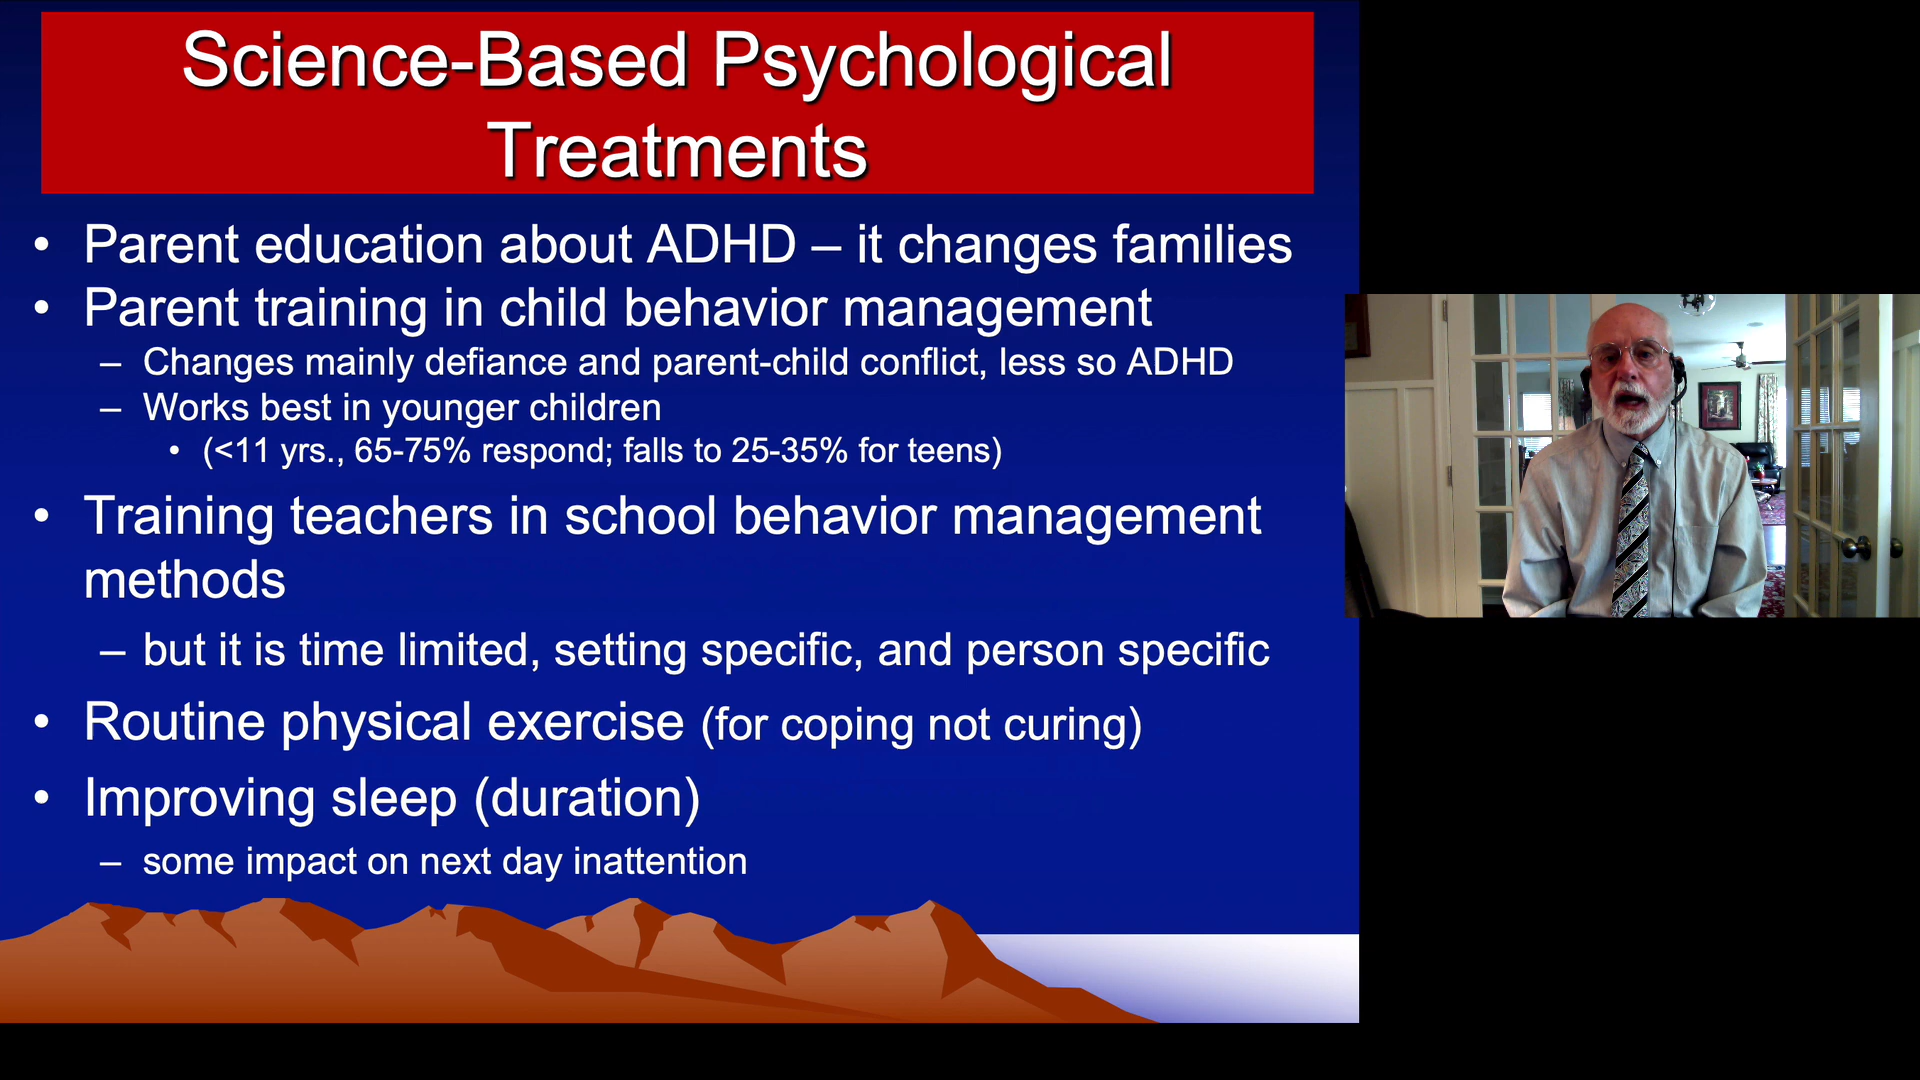 Science-Based Psychological
Treatments
• Parent education about ADHD – it changes families
• Parent training in child behavior management
– Changes mainly defiance and parent-child conflict, less so ADHD
– Works best in younger children
• (<11 yrs., 65-75% respond; falls to 25-35% for teens)
• Training teachers in school behavior management
methods
– but it is time limited, setting specific, and person specific
• Routine physical exercise (for coping not curing)
• Improving sleep (duration)
– some impact on next day inattention